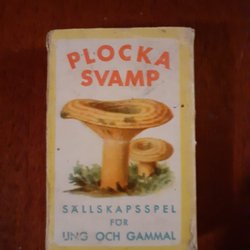 PLOCKA
SVAMP
SÄLLSKAPSSPEL
FÖR
UNG OCH GAMMAL